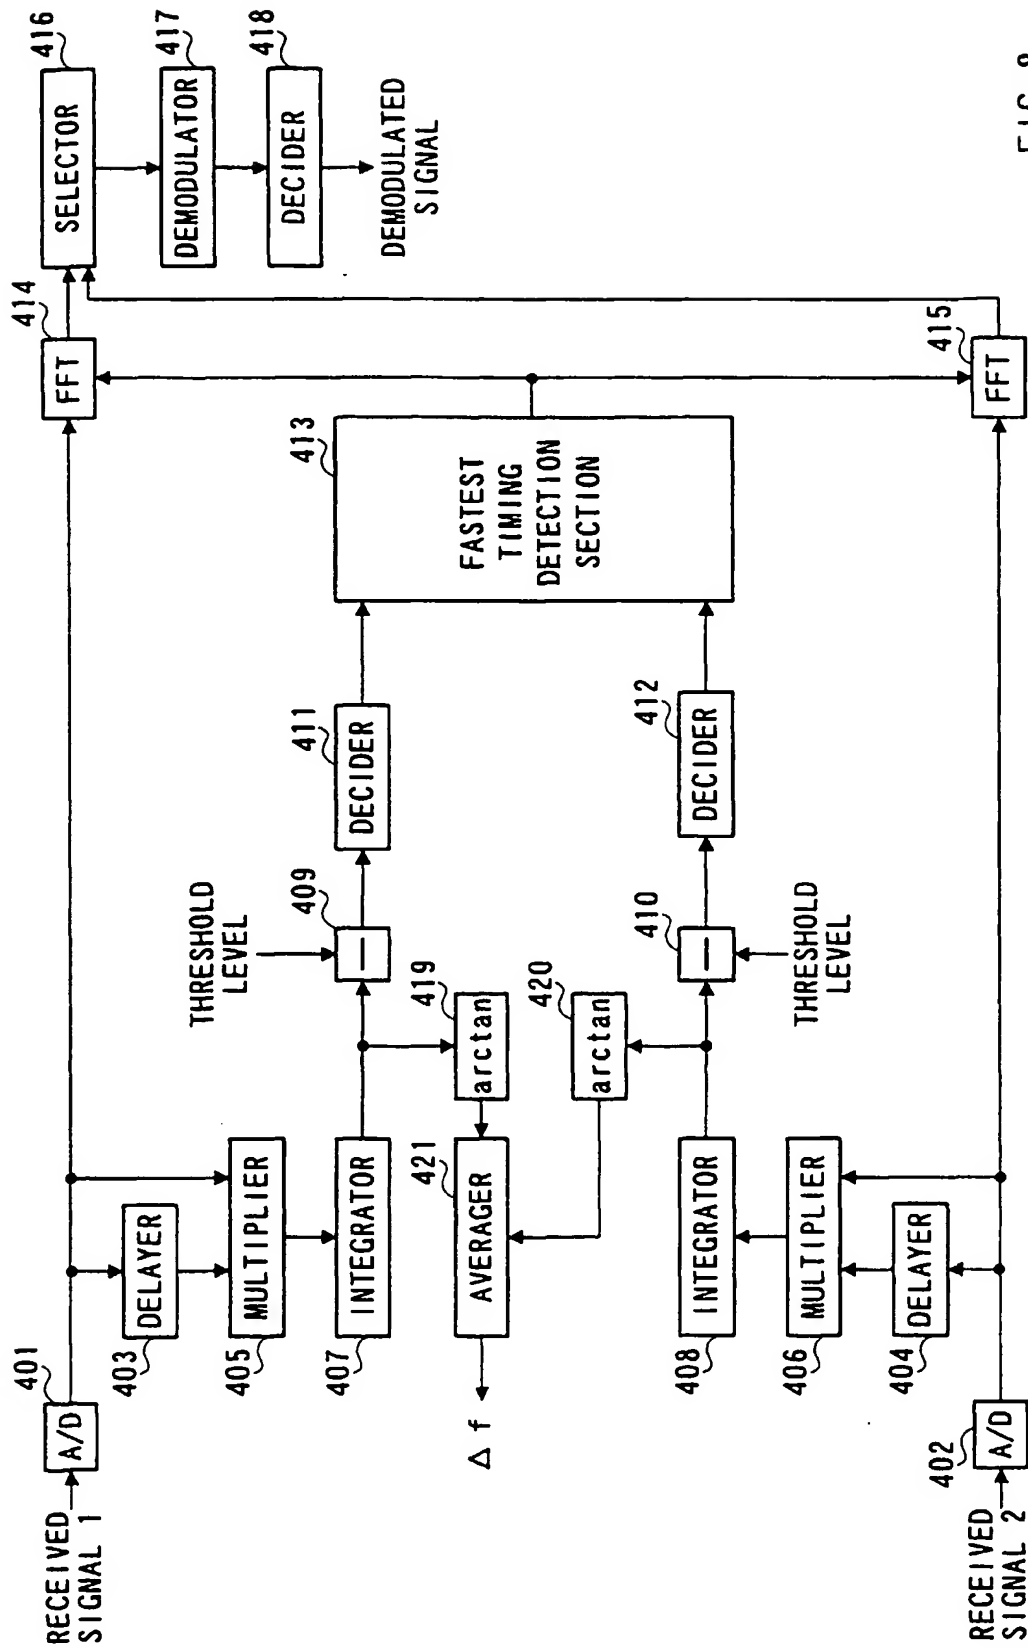 RECEIVED
SIGNAL 1
A/D
401
DELAYER
403
MULTIPLIER
405
INTEGRATOR
407
THRESHOLD
LEVEL
409
DECIDER
411
arctan
419
AVERAGER
421
Δf
arctan
420
FASTEST
TIMING
DETECTION
SECTION
413
FFT
414
SELECTOR
416
DEMODULATOR
417
DECIDER
418
DEMODULATED
SIGNAL
INTEGRATOR
408
MULTIPLIER
406
DELAYER
404
410
THRESHOLD
LEVEL
DECIDER
412
FFT
415
RECEIVED
SIGNAL 2
A/D
402
FIG.